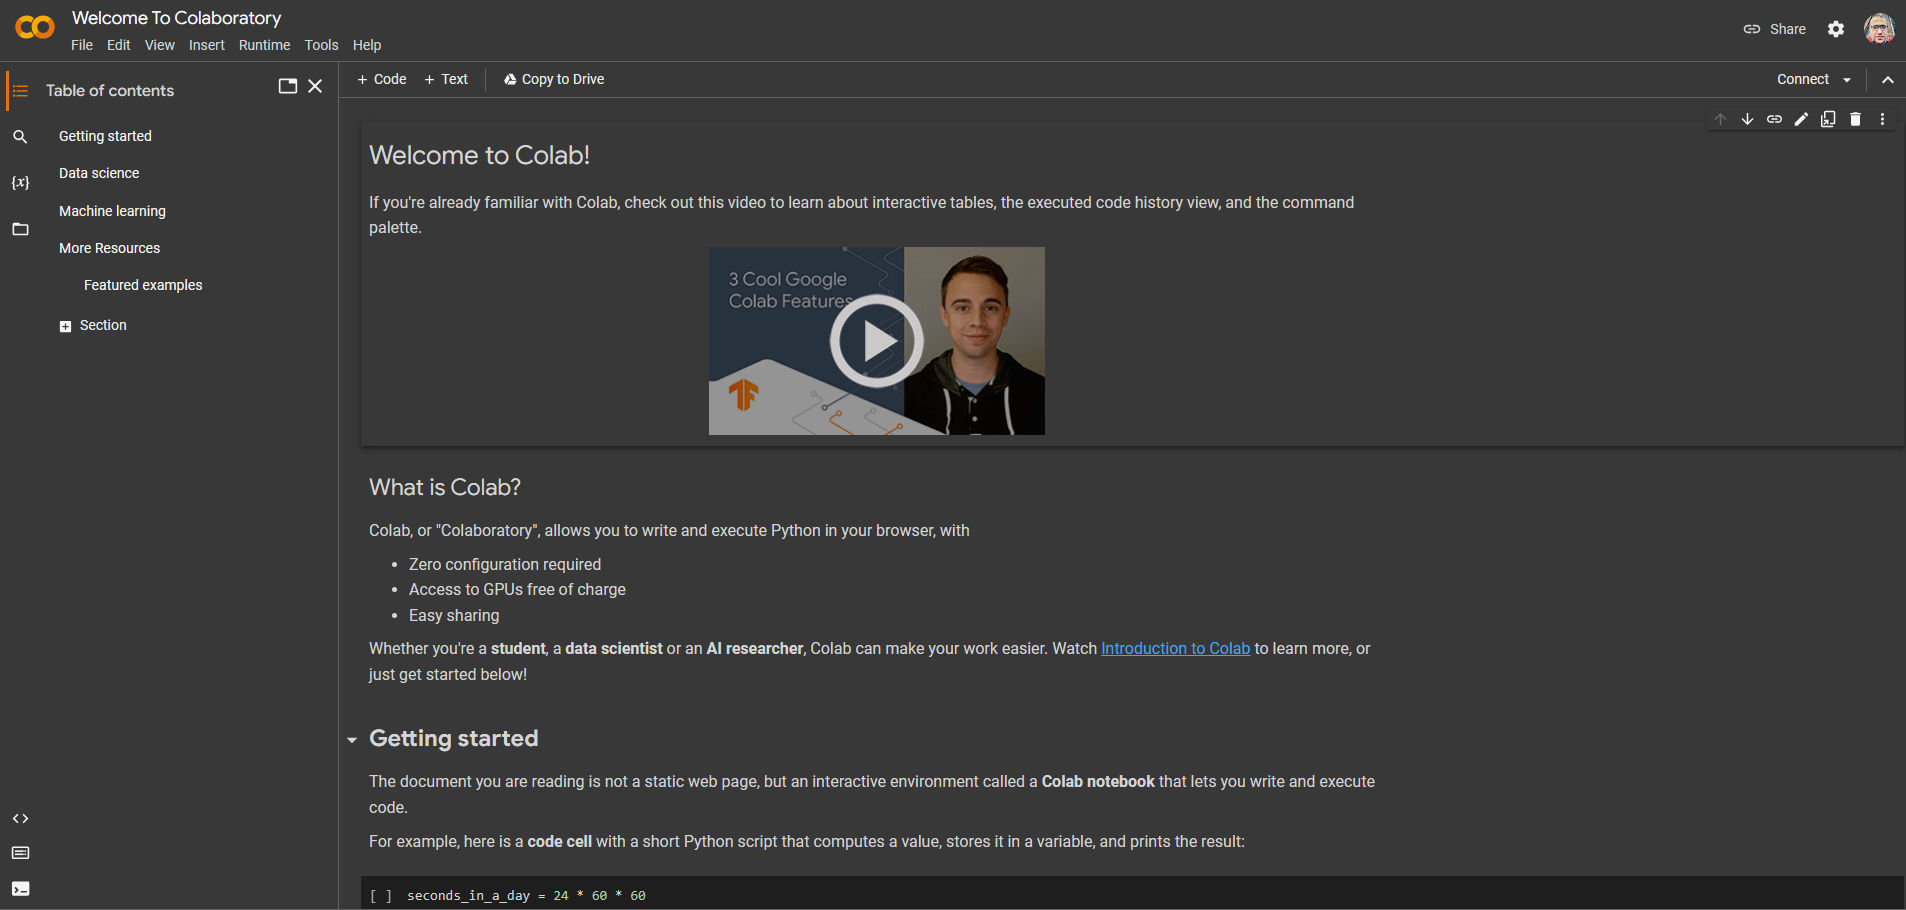 Welcome To Colaboratory
File Edit View Insert Runtime Tools Help
Share
Table of contents
+ Code + Text Copy to Drive
Connect
Getting started
Data science
Machine learning
More Resources
Featured examples
Section
{x}
Welcome to Colab!
If you're already familiar with Colab, check out this video to learn about interactive tables, the executed code history view, and the command
palette.
3 Cool Google
Colab Features
What is Colab?
Colab, or "Colaboratory", allows you to write and execute Python in your browser, with
• Zero configuration required
• Access to GPUs free of charge
• Easy sharing
Whether you're a student, a data scientist or an AI researcher, Colab can make your work easier. Watch Introduction to Colab to learn more, or
just get started below!
Getting started
The document you are reading is not a static web page, but an interactive environment called a Colab notebook that lets you write and execute
code.
For example, here is a code cell with a short Python script that computes a value, stores it in a variable, and prints the result:
[ ] seconds_in_a_day = 24 * 60 * 60